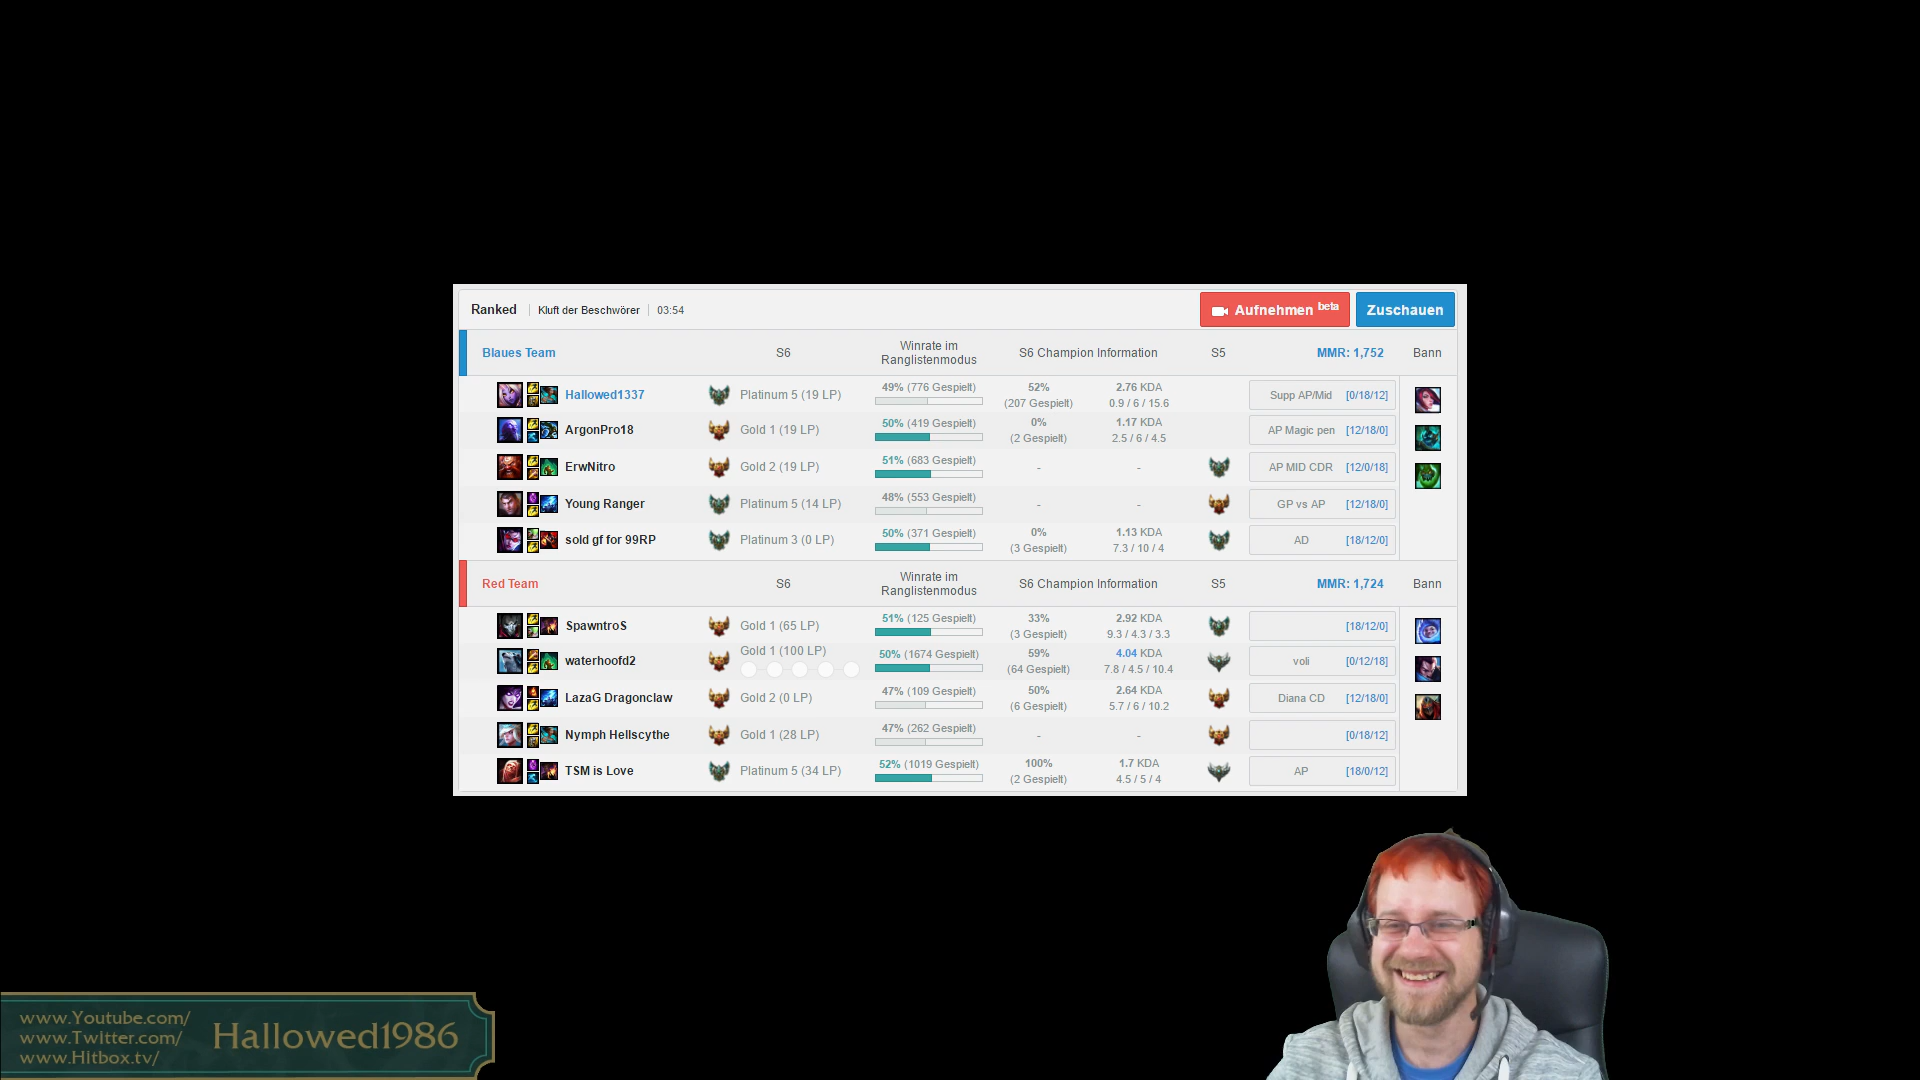 Ranked Kluft der Beschwörer 03:54 Aufnehmen beta Zuschauen
Blaues Team S6 Winrate im Ranglistenmodus S6 Champion Information S5 MMR: 1,752 Bann
Hallowed1337 Platinum 5 (19 LP) 49% (776 Gespielt) 52% (207 Gespielt) 2.76 KDA 0.9 / 6 / 15.6 Supp AP/Mid [0/18/12]
ArgonPro18 Gold 1 (19 LP) 50% (419 Gespielt) 0% (2 Gespielt) 1.17 KDA 2.5 / 6 / 4.5 AP Magic pen [12/18/0]
ErwNitro Gold 2 (19 LP) 51% (683 Gespielt) - - AP MID CDR [12/0/18]
Young Ranger Platinum 5 (14 LP) 48% (553 Gespielt) - - GP vs AP [12/18/0]
sold gf for 99RP Platinum 3 (0 LP) 50% (371 Gespielt) 0% (3 Gespielt) 1.13 KDA 7.3 / 10 / 4 AD [18/12/0]
Red Team S6 Winrate im Ranglistenmodus S6 Champion Information S5 MMR: 1,724 Bann
SpawntroS Gold 1 (65 LP) 51% (125 Gespielt) 33% (3 Gespielt) 2.92 KDA 9.3 / 4.3 / 3.3 [18/12/0]
waterhoofd2 Gold 1 (100 LP) 50% (1674 Gespielt) 59% (64 Gespielt) 4.04 KDA 7.8 / 4.5 / 10.4 voli [0/12/18]
LazaG Dragonclaw Gold 2 (0 LP) 47% (109 Gespielt) 50% (6 Gespielt) 2.64 KDA 5.7 / 6 / 10.2 Diana CD [12/18/0]
Nymph Hellscythe Gold 1 (28 LP) 47% (262 Gespielt) - - [0/18/12]
TSM is Love Platinum 5 (34 LP) 52% (1019 Gespielt) 100% (2 Gespielt) 1.7 KDA 4.5 / 5 / 4 AP [18/0/12]
www.Youtube.com/
www.Twitter.com/
www.Hitbox.tv/
Hallowed1986